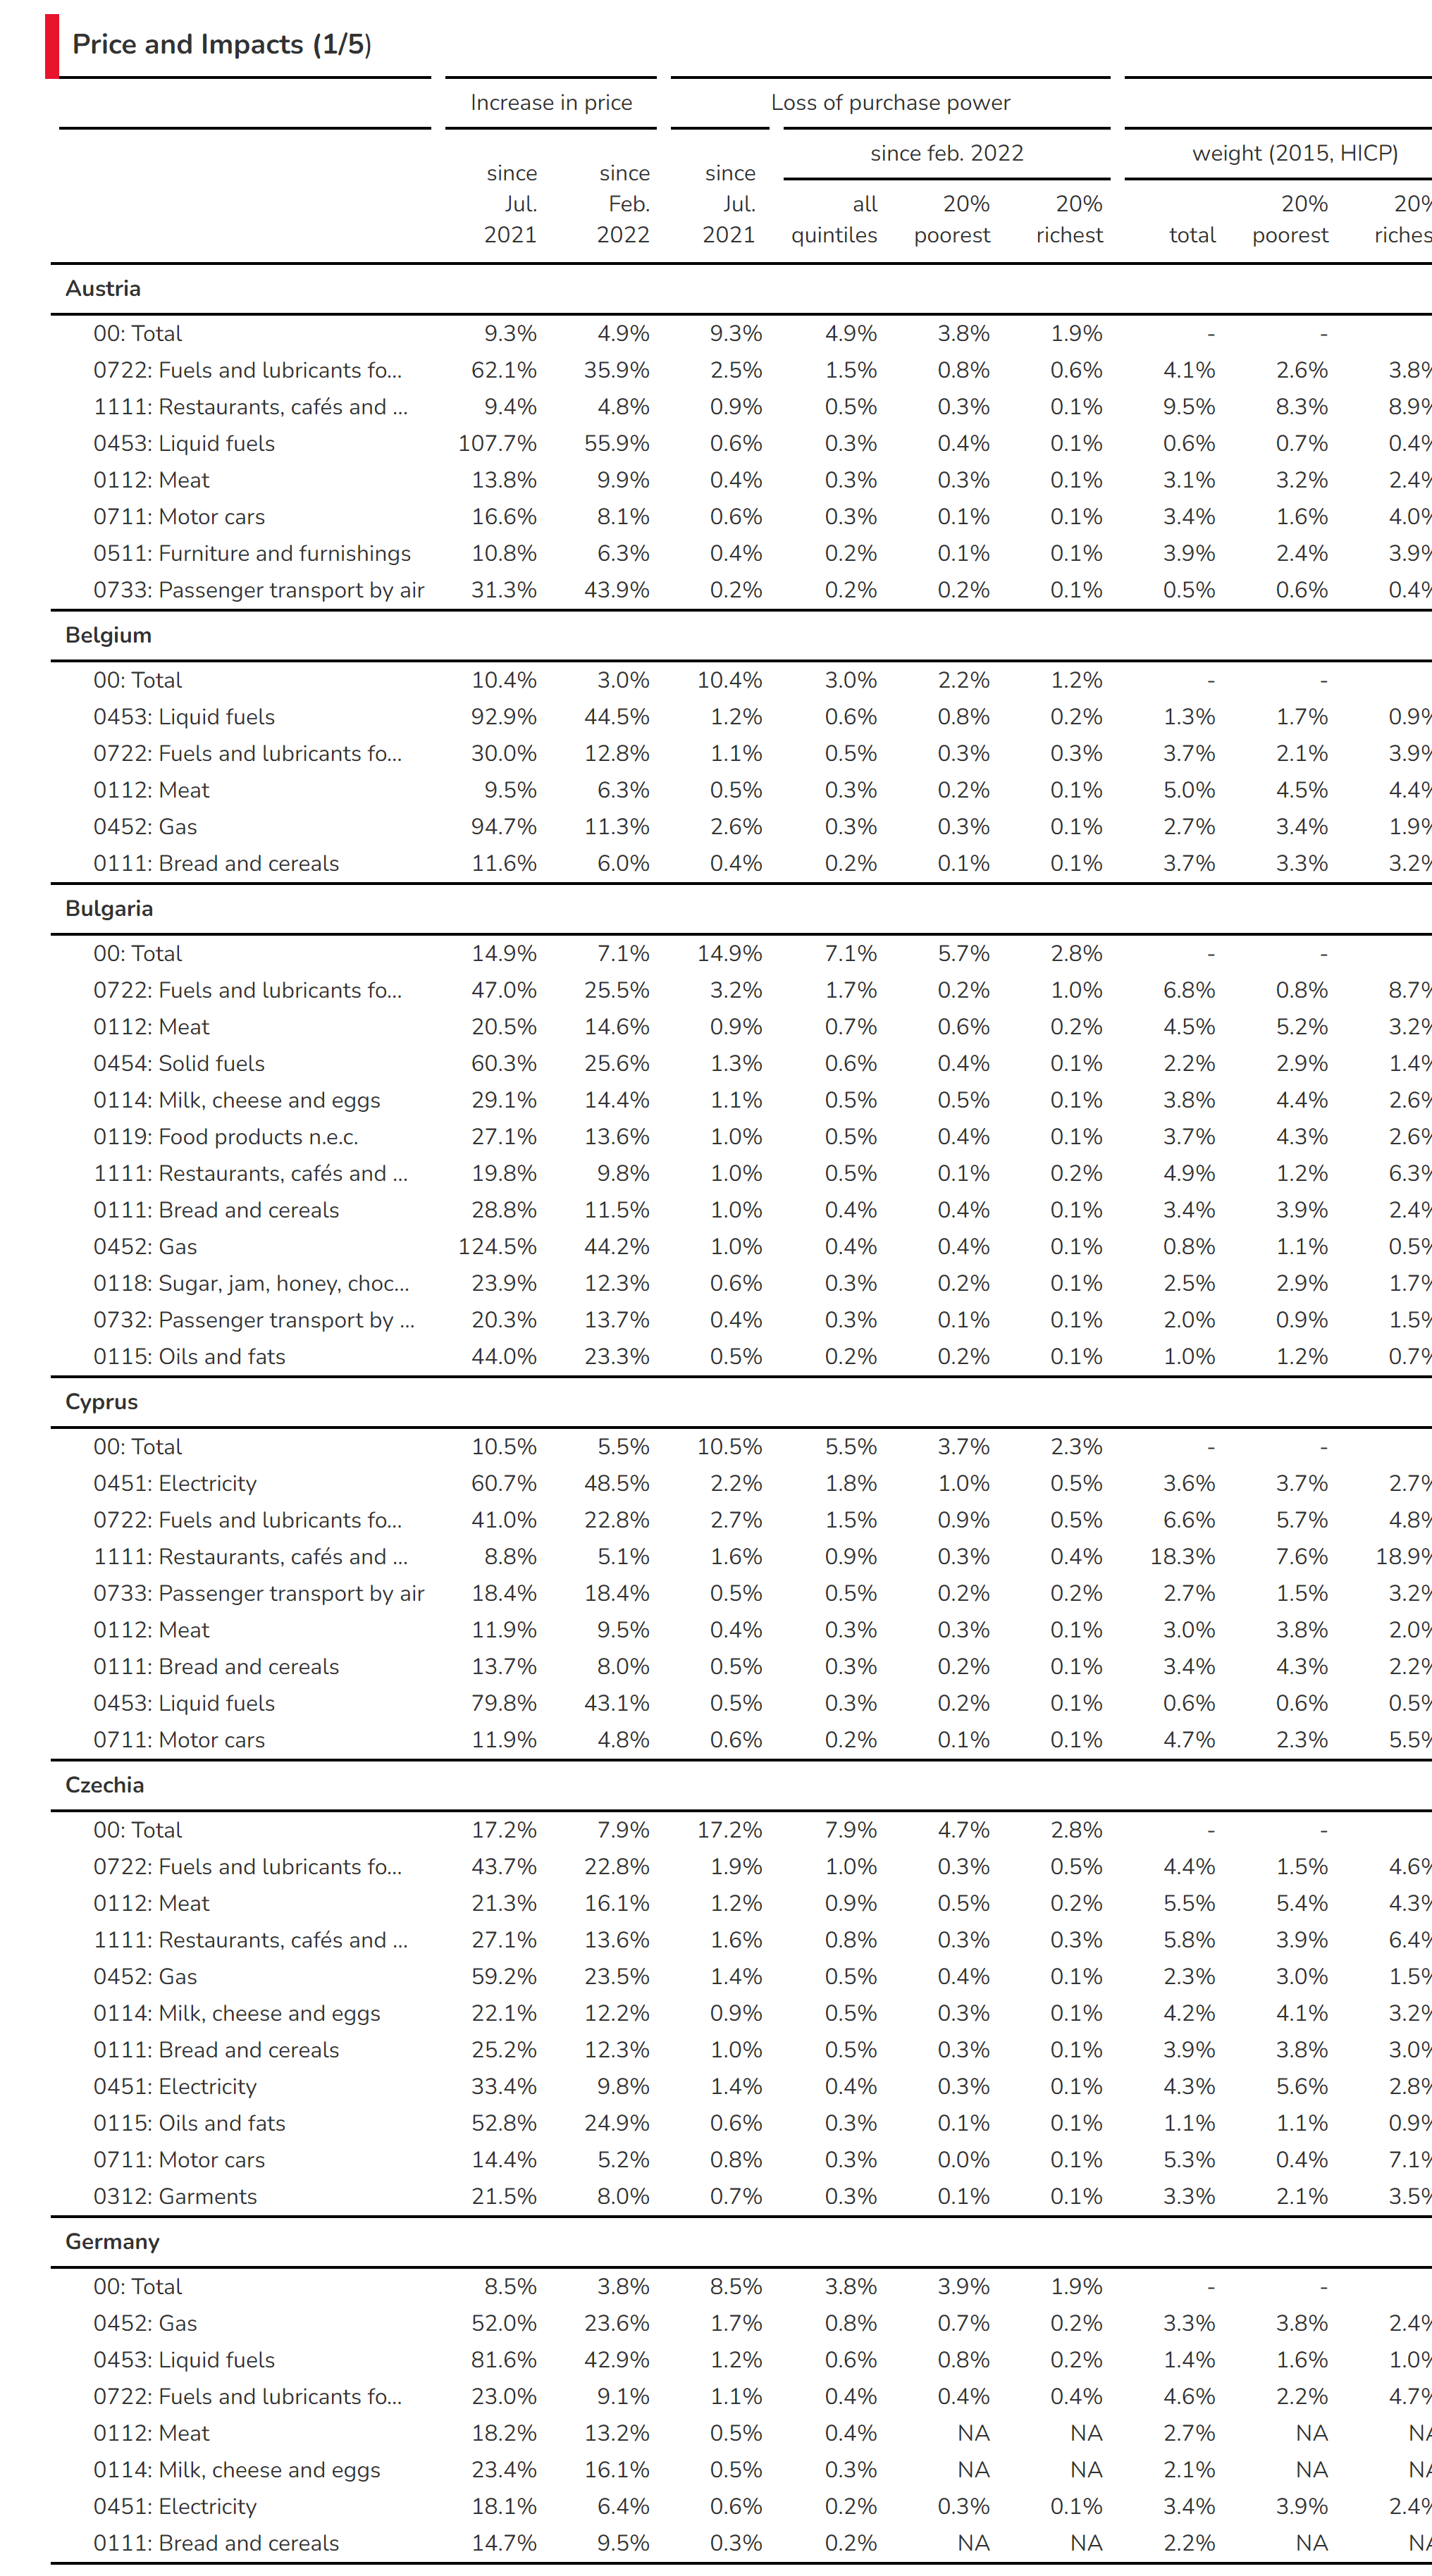 Price and Impacts (1/5)
Increase in price Loss of purchase power
since feb. 2022 weight (2015, HICP)
since since since
Jul. Feb. Jul. all 20% 20% 20% 20%
2021 2022 2021 quintiles poorest richest total poorest riches
Austria
00: Total 9.3% 4.9% 9.3% 4.9% 3.8% 1.9% - -
0722: Fuels and lubricants fo... 62.1% 35.9% 2.5% 1.5% 0.8% 0.6% 4.1% 2.6% 3.8%
1111: Restaurants, cafés and ... 9.4% 4.8% 0.9% 0.5% 0.3% 0.1% 9.5% 8.3% 8.9%
0453: Liquid fuels 107.7% 55.9% 0.6% 0.3% 0.4% 0.1% 0.6% 0.7% 0.4%
0112: Meat 13.8% 9.9% 0.4% 0.3% 0.3% 0.1% 3.1% 3.2% 2.4%
0711: Motor cars 16.6% 8.1% 0.6% 0.3% 0.1% 0.1% 3.4% 1.6% 4.0%
0511: Furniture and furnishings 10.8% 6.3% 0.4% 0.2% 0.1% 0.1% 3.9% 2.4% 3.9%
0733: Passenger transport by air 31.3% 43.9% 0.2% 0.2% 0.2% 0.1% 0.5% 0.6% 0.4%
Belgium
00: Total 10.4% 3.0% 10.4% 3.0% 2.2% 1.2% - -
0453: Liquid fuels 92.9% 44.5% 1.2% 0.6% 0.8% 0.2% 1.3% 1.7% 0.9%
0722: Fuels and lubricants fo... 30.0% 12.8% 1.1% 0.5% 0.3% 0.3% 3.7% 2.1% 3.9%
0112: Meat 9.5% 6.3% 0.5% 0.3% 0.2% 0.1% 5.0% 4.5% 4.4%
0452: Gas 94.7% 11.3% 2.6% 0.3% 0.3% 0.1% 2.7% 3.4% 1.9%
0111: Bread and cereals 11.6% 6.0% 0.4% 0.2% 0.1% 0.1% 3.7% 3.3% 3.2%
Bulgaria
00: Total 14.9% 7.1% 14.9% 7.1% 5.7% 2.8% - -
0722: Fuels and lubricants fo... 47.0% 25.5% 3.2% 1.7% 0.2% 1.0% 6.8% 0.8% 8.7%
0112: Meat 20.5% 14.6% 0.9% 0.7% 0.6% 0.2% 4.5% 5.2% 3.2%
0454: Solid fuels 60.3% 25.6% 1.3% 0.6% 0.4% 0.1% 2.2% 2.9% 1.4%
0114: Milk, cheese and eggs 29.1% 14.4% 1.1% 0.5% 0.5% 0.1% 3.8% 4.4% 2.6%
0119: Food products n.e.c. 27.1% 13.6% 1.0% 0.5% 0.4% 0.1% 3.7% 4.3% 2.6%
1111: Restaurants, cafés and ... 19.8% 9.8% 1.0% 0.5% 0.1% 0.2% 4.9% 1.2% 6.3%
0111: Bread and cereals 28.8% 11.5% 1.0% 0.4% 0.4% 0.1% 3.4% 3.9% 2.4%
0452: Gas 124.5% 44.2% 1.0% 0.4% 0.4% 0.1% 0.8% 1.1% 0.5%
0118: Sugar, jam, honey, choc... 23.9% 12.3% 0.6% 0.3% 0.2% 0.1% 2.5% 2.9% 1.7%
0732: Passenger transport by ... 20.3% 13.7% 0.4% 0.3% 0.1% 0.1% 2.0% 0.9% 1.5%
0115: Oils and fats 44.0% 23.3% 0.5% 0.2% 0.2% 0.1% 1.0% 1.2% 0.7%
Cyprus
00: Total 10.5% 5.5% 10.5% 5.5% 3.7% 2.3% - -
0451: Electricity 60.7% 48.5% 2.2% 1.8% 1.0% 0.5% 3.6% 3.7% 2.7%
0722: Fuels and lubricants fo... 41.0% 22.8% 2.7% 1.5% 0.9% 0.5% 6.6% 5.7% 4.8%
1111: Restaurants, cafés and ... 8.8% 5.1% 1.6% 0.9% 0.3% 0.4% 18.3% 7.6% 18.9%
0733: Passenger transport by air 18.4% 18.4% 0.5% 0.5% 0.2% 0.2% 2.7% 1.5% 3.2%
0112: Meat 11.9% 9.5% 0.4% 0.3% 0.3% 0.1% 3.0% 3.8% 2.0%
0111: Bread and cereals 13.7% 8.0% 0.5% 0.3% 0.2% 0.1% 3.4% 4.3% 2.2%
0453: Liquid fuels 79.8% 43.1% 0.5% 0.3% 0.2% 0.1% 0.6% 0.6% 0.5%
0711: Motor cars 11.9% 4.8% 0.6% 0.2% 0.1% 0.1% 4.7% 2.3% 5.5%
Czechia
00: Total 17.2% 7.9% 17.2% 7.9% 4.7% 2.8% - -
0722: Fuels and lubricants fo... 43.7% 22.8% 1.9% 1.0% 0.3% 0.5% 4.4% 1.5% 4.6%
0112: Meat 21.3% 16.1% 1.2% 0.9% 0.5% 0.2% 5.5% 5.4% 4.3%
1111: Restaurants, cafés and ... 27.1% 13.6% 1.6% 0.8% 0.3% 0.3% 5.8% 3.9% 6.4%
0452: Gas 59.2% 23.5% 1.4% 0.5% 0.4% 0.1% 2.3% 3.0% 1.5%
0114: Milk, cheese and eggs 22.1% 12.2% 0.9% 0.5% 0.3% 0.1% 4.2% 4.1% 3.2%
0111: Bread and cereals 25.2% 12.3% 1.0% 0.5% 0.3% 0.1% 3.9% 3.8% 3.0%
0451: Electricity 33.4% 9.8% 1.4% 0.4% 0.3% 0.1% 4.3% 5.6% 2.8%
0115: Oils and fats 52.8% 24.9% 0.6% 0.3% 0.1% 0.1% 1.1% 1.1% 0.9%
0711: Motor cars 14.4% 5.2% 0.8% 0.3% 0.0% 0.1% 5.3% 0.4% 7.1%
0312: Garments 21.5% 8.0% 0.7% 0.3% 0.1% 0.1% 3.3% 2.1% 3.5%
Germany
00: Total 8.5% 3.8% 8.5% 3.8% 3.9% 1.9% - -
0452: Gas 52.0% 23.6% 1.7% 0.8% 0.7% 0.2% 3.3% 3.8% 2.4%
0453: Liquid fuels 81.6% 42.9% 1.2% 0.6% 0.8% 0.2% 1.4% 1.6% 1.0%
0722: Fuels and lubricants fo... 23.0% 9.1% 1.1% 0.4% 0.4% 0.4% 4.6% 2.2% 4.7%
0112: Meat 18.2% 13.2% 0.5% 0.4% NA NA 2.7% NA NA
0114: Milk, cheese and eggs 23.4% 16.1% 0.5% 0.3% NA NA 2.1% NA NA
0451: Electricity 18.1% 6.4% 0.6% 0.2% 0.3% 0.1% 3.4% 3.9% 2.4%
0111: Bread and cereals 14.7% 9.5% 0.3% 0.2% NA NA 2.2% NA NA